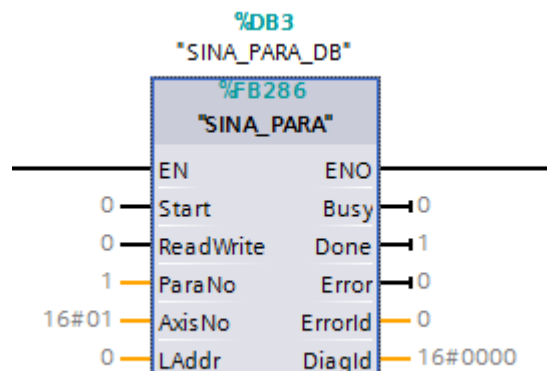 %DB3
"SINA_PARA_DB"
%FB286
"SINA_PARA"
EN ENO
0 Start Busy 0
0 ReadWrite Done 1
1 ParaNo Error 0
16#01 AxisNo ErrorId 0
0 LAddr DiagId 16#0000